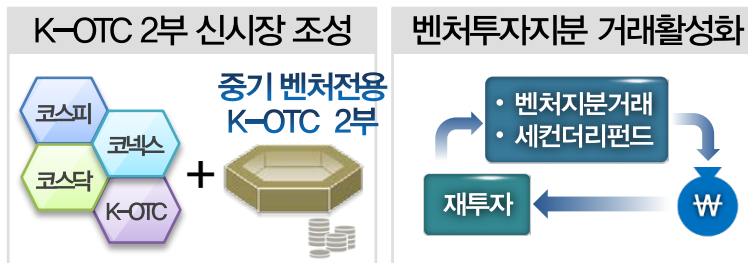 K-OTC 2부 신시장 조성
코스피
코넥스
코스닥
K-OTC
+
중기 벤처전용
K-OTC 2부
벤처투자지분 거래활성화
• 벤처지분거래
• 세컨더리펀드
₩
재투자